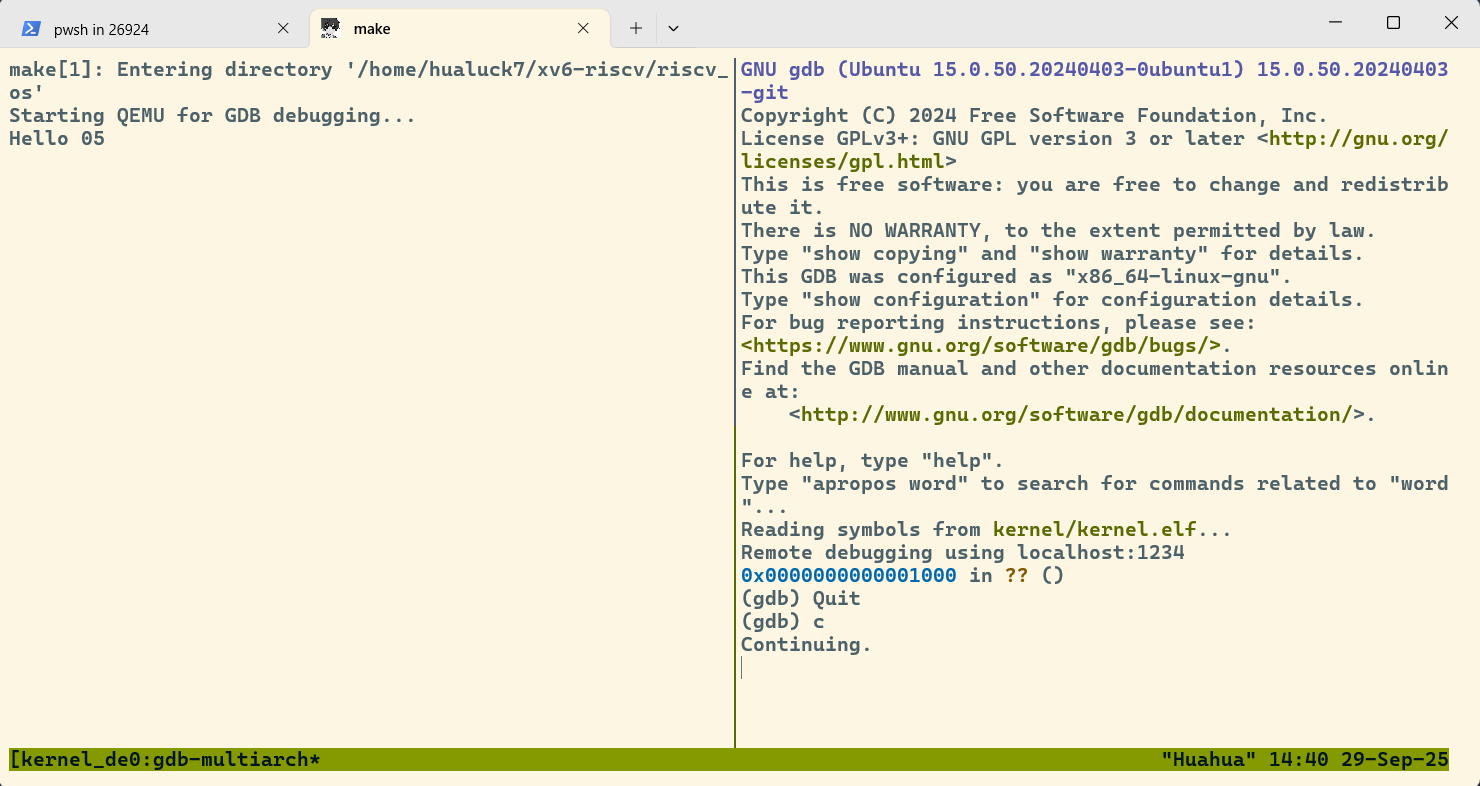 pwsh in 26924
make
make[1]: Entering directory '/home/hualuck7/xv6-riscv/riscv_
os'
Starting QEMU for GDB debugging...
Hello 05
GNU gdb (Ubuntu 15.0.50.20240403-0ubuntu1) 15.0.50.20240403
-git
Copyright (C) 2024 Free Software Foundation, Inc.
License GPLv3+: GNU GPL version 3 or later <http://gnu.org/
licenses/gpl.html>
This is free software: you are free to change and redistrib
ute it.
There is NO WARRANTY, to the extent permitted by law.
Type "show copying" and "show warranty" for details.
This GDB was configured as "x86_64-linux-gnu".
Type "show configuration" for configuration details.
For bug reporting instructions, please see:
<https://www.gnu.org/software/gdb/bugs/>.
Find the GDB manual and other documentation resources onlin
e at:
    <http://www.gnu.org/software/gdb/documentation/>.
For help, type "help".
Type "apropos word" to search for commands related to "word
"...
Reading symbols from kernel/kernel.elf...
Remote debugging using localhost:1234
0x0000000000001000 in ?? ()
(gdb) Quit
(gdb) c
Continuing.
[kernel_de0:gdb-multiarch* "Huahua" 14:40 29-Sep-25